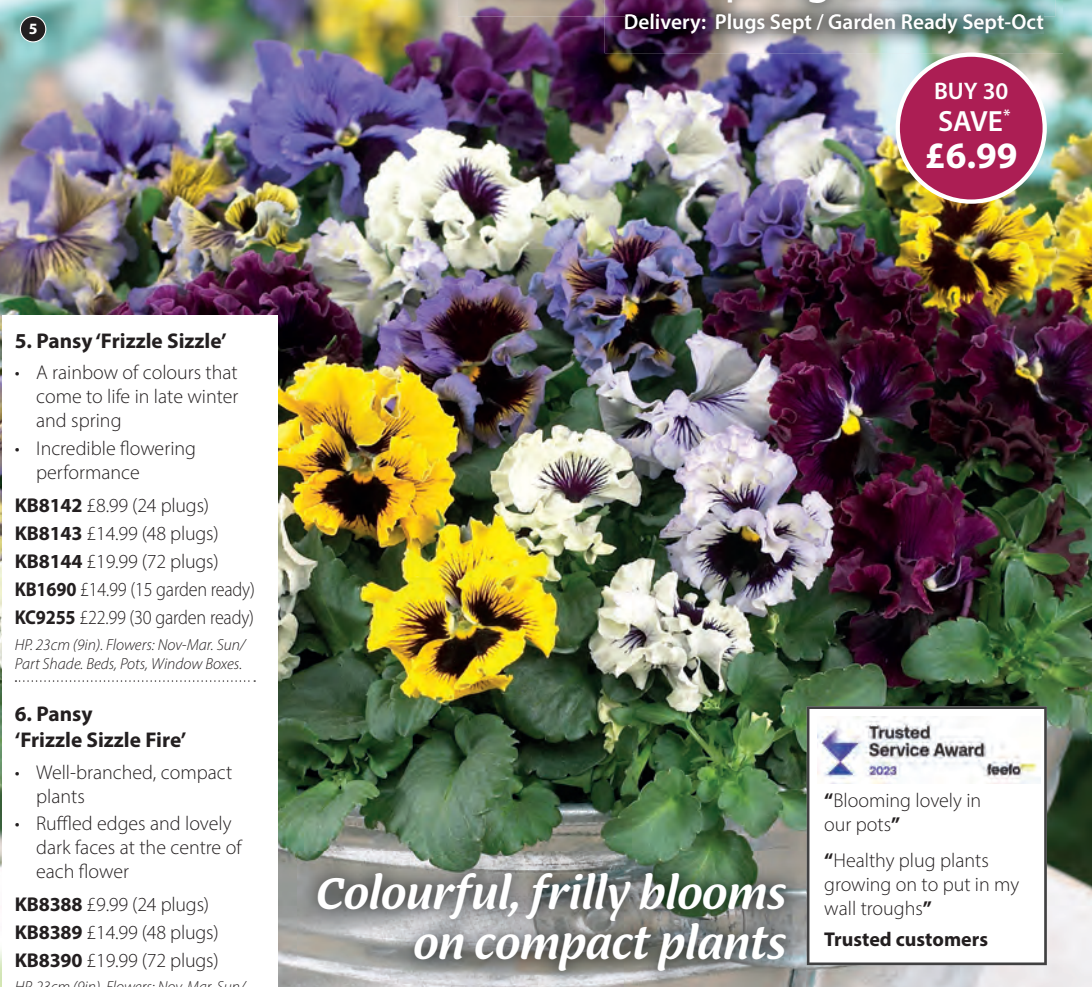 5
Delivery: Plugs Sept / Garden Ready Sept-Oct
BUY 30
SAVE*
£6.99
5. Pansy ‘Frizzle Sizzle’
• A rainbow of colours that
come to life in late winter
and spring
• Incredible flowering
performance
KB8142 £8.99 (24 plugs)
KB8143 £14.99 (48 plugs)
KB8144 £19.99 (72 plugs)
KB1690 £14.99 (15 garden ready)
KC9255 £22.99 (30 garden ready)
HP. 23cm (9in). Flowers: Nov-Mar. Sun/
Part Shade. Beds, Pots, Window Boxes.
6. Pansy
‘Frizzle Sizzle Fire’
• Well-branched, compact
plants
• Ruffled edges and lovely
dark faces at the centre of
each flower
KB8388 £9.99 (24 plugs)
KB8389 £14.99 (48 plugs)
KB8390 £19.99 (72 plugs)
HP. 23cm (9in). Flowers: Nov-Mar. Sun/
Colourful, frilly blooms
on compact plants
Trusted
Service Award
2023
feefo
“Blooming lovely in
our pots”
“Healthy plug plants
growing on to put in my
wall troughs”
Trusted customers